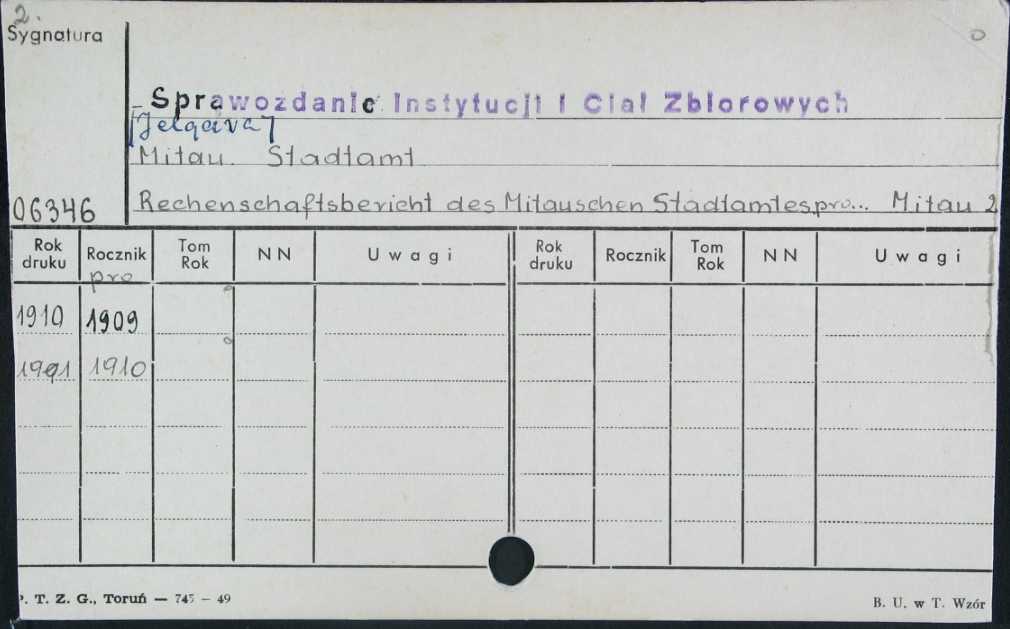 2.
Sygnatura
Sprawozdanie Instytucji i Ciał Zbiorowych
[Jelgava]
Mitau. Stadtamt
06346
Rechenschaftsbericht des Mitauschen Stadtamtes pro... Mitau 2
Rok druku Rocznik Tom Rok NN Uwagi Rok druku Rocznik Tom Rok NN Uwagi
pro
1910 1909
1911 1910
P. T. Z. G., Toruń — 745 – 49 B. U. w T. Wzór